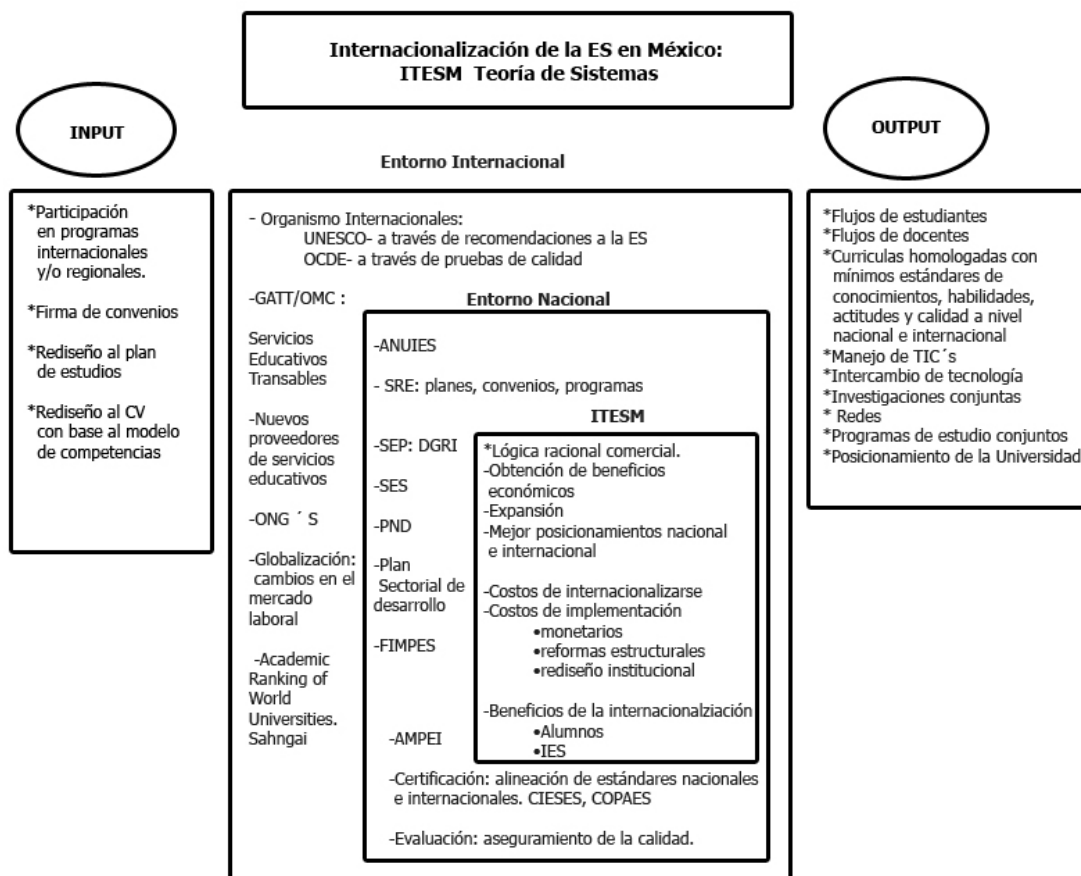 Internacionalización de la ES en México:
ITESM Teoría de Sistemas
INPUT
*Participación
en programas
internacionales
y/o regionales.
*Firma de convenios
*Rediseño al plan
de estudios
*Rediseño al CV
con base al modelo
de competencias
Entorno Internacional
- Organismo Internacionales:
UNESCO- a través de recomendaciones a la ES
OCDE- a través de pruebas de calidad
-GATT/OMC :
Servicios
Educativos
Transables
-Nuevos
proveedores
de servicios
educativos
-ONG ´ S
-Globalización:
cambios en el
mercado
laboral
-Academic
Ranking of
World
Universities.
Sahngai
Entorno Nacional
-ANUIES
- SRE: planes, convenios, programas
-SEP: DGRI
-SES
-PND
-Plan
Sectorial de
desarrollo
-FIMPES
-AMPEI
-Certificación: alineación de estándares nacionales
e internacionales. CIESES, COPAES
-Evaluación: aseguramiento de la calidad.
ITESM
*Lógica racional comercial.
-Obtención de beneficios
económicos
-Expansión
-Mejor posicionamientos nacional
e internacional
-Costos de internacionalizarse
-Costos de implementación
•monetarios
•reformas estructurales
•rediseño institucional
-Beneficios de la internacionalziación
•Alumnos
•IES
OUTPUT
*Flujos de estudiantes
*Flujos de docentes
*Curriculas homologadas con
mínimos estándares de
conocimientos, habilidades,
actitudes y calidad a nivel
nacional e internacional
*Manejo de TIC´s
*Intercambio de tecnología
*Investigaciones conjuntas
* Redes
*Programas de estudio conjuntos
*Posicionamiento de la Universidad